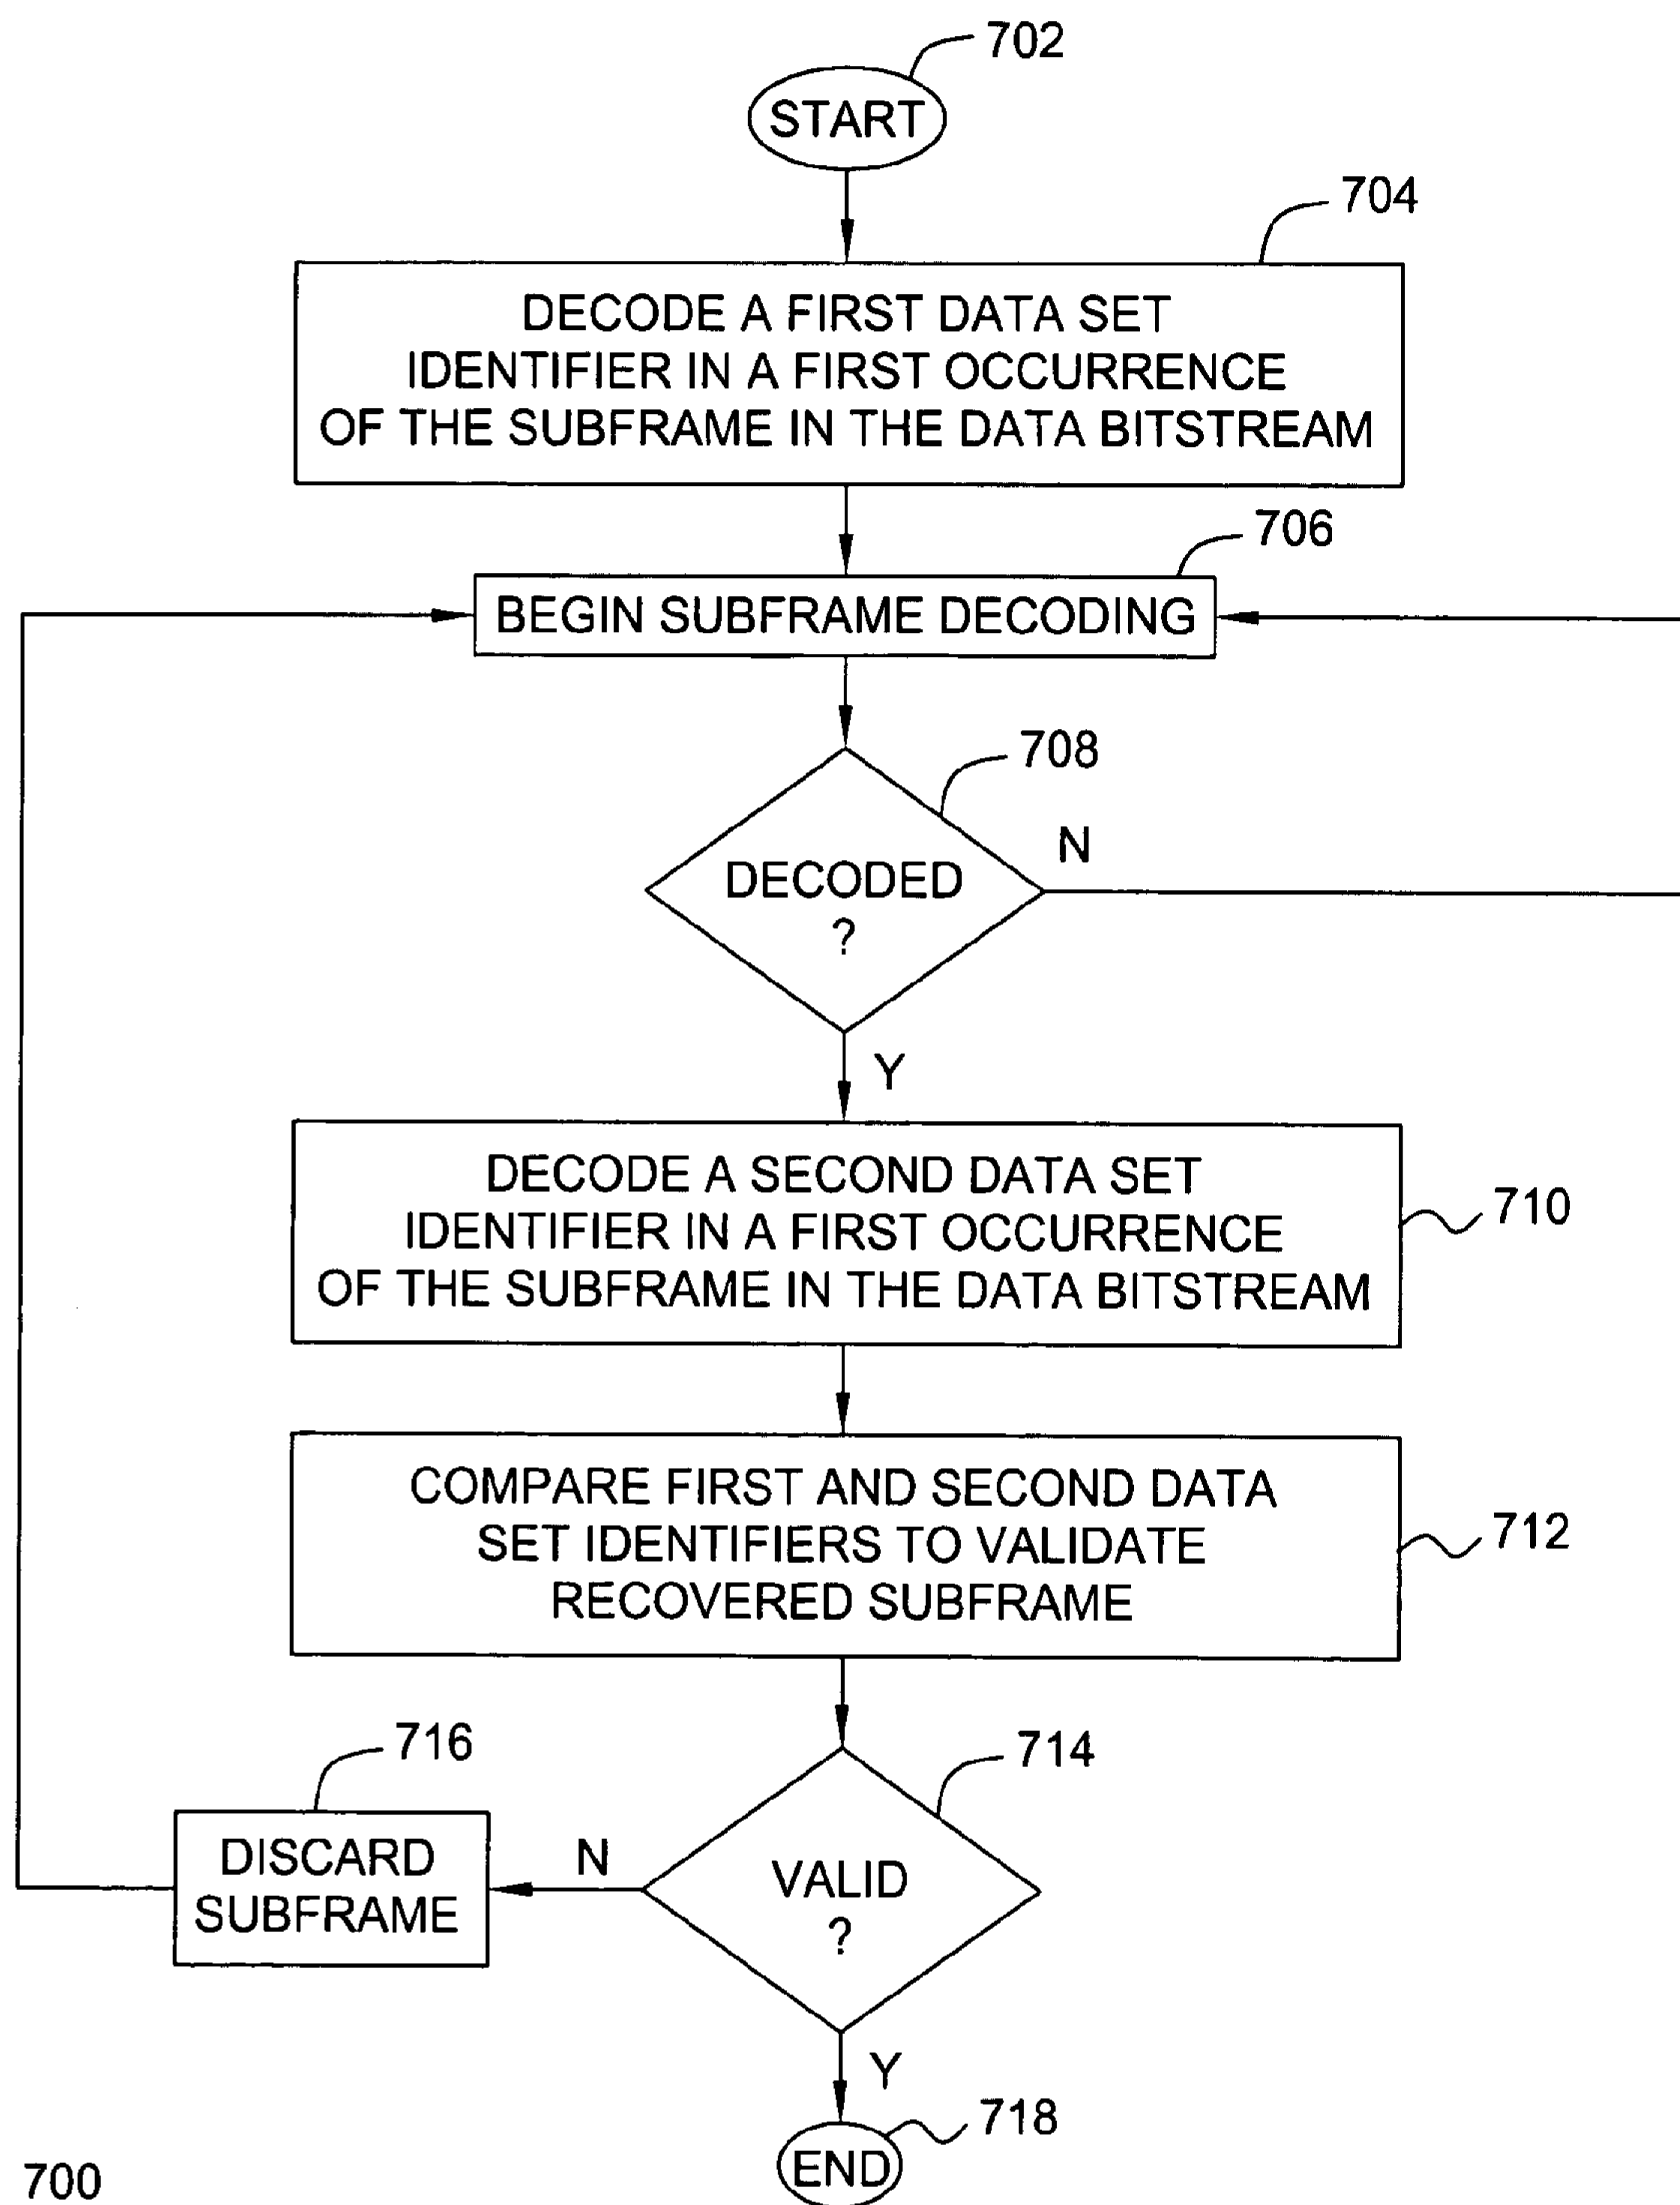 702
START
704
DECODE A FIRST DATA SET
IDENTIFIER IN A FIRST OCCURRENCE
OF THE SUBFRAME IN THE DATA BITSTREAM
706
BEGIN SUBFRAME DECODING
708
N
DECODED
?
Y
DECODE A SECOND DATA SET
IDENTIFIER IN A FIRST OCCURRENCE
OF THE SUBFRAME IN THE DATA BITSTREAM
710
COMPARE FIRST AND SECOND DATA
SET IDENTIFIERS TO VALIDATE
RECOVERED SUBFRAME
712
716
714
DISCARD
SUBFRAME
N
VALID
?
Y
718
END
700